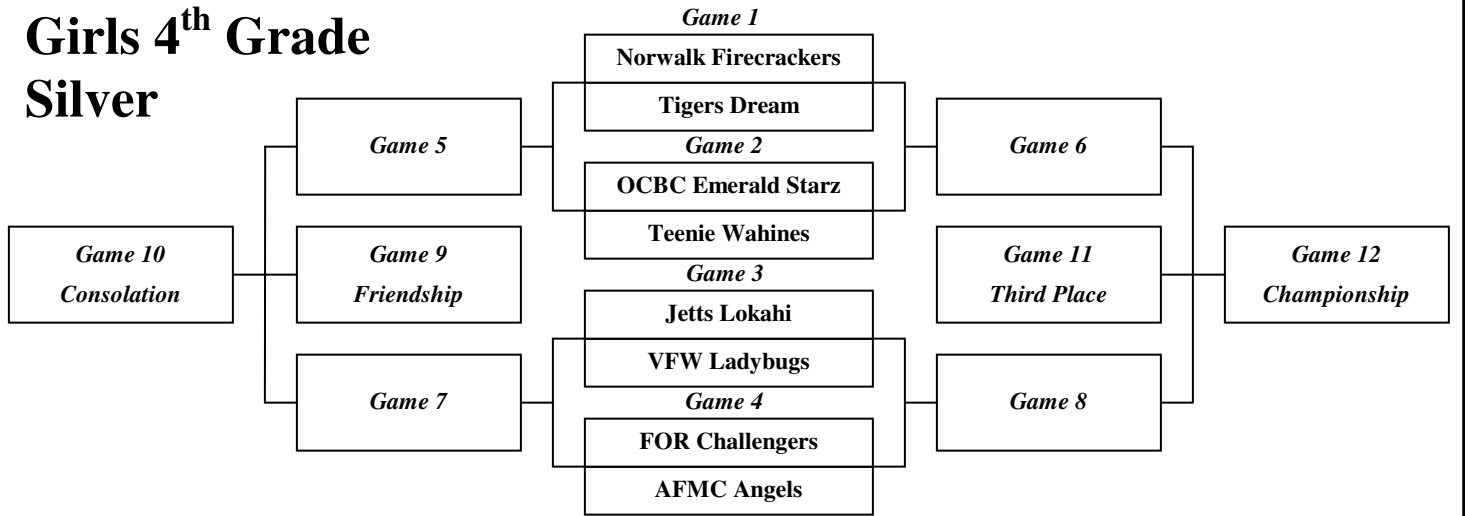 Girls 4th Grade
Silver
Game 1
Norwalk Firecrackers
Tigers Dream
Game 2
OCBC Emerald Starz
Teenie Wahines
Game 3
Jetts Lokahi
VFW Ladybugs
Game 4
FOR Challengers
AFMC Angels
Game 5
Game 6
Game 10
Consolation
Game 9
Friendship
Game 11
Third Place
Game 12
Championship
Game 7
Game 8